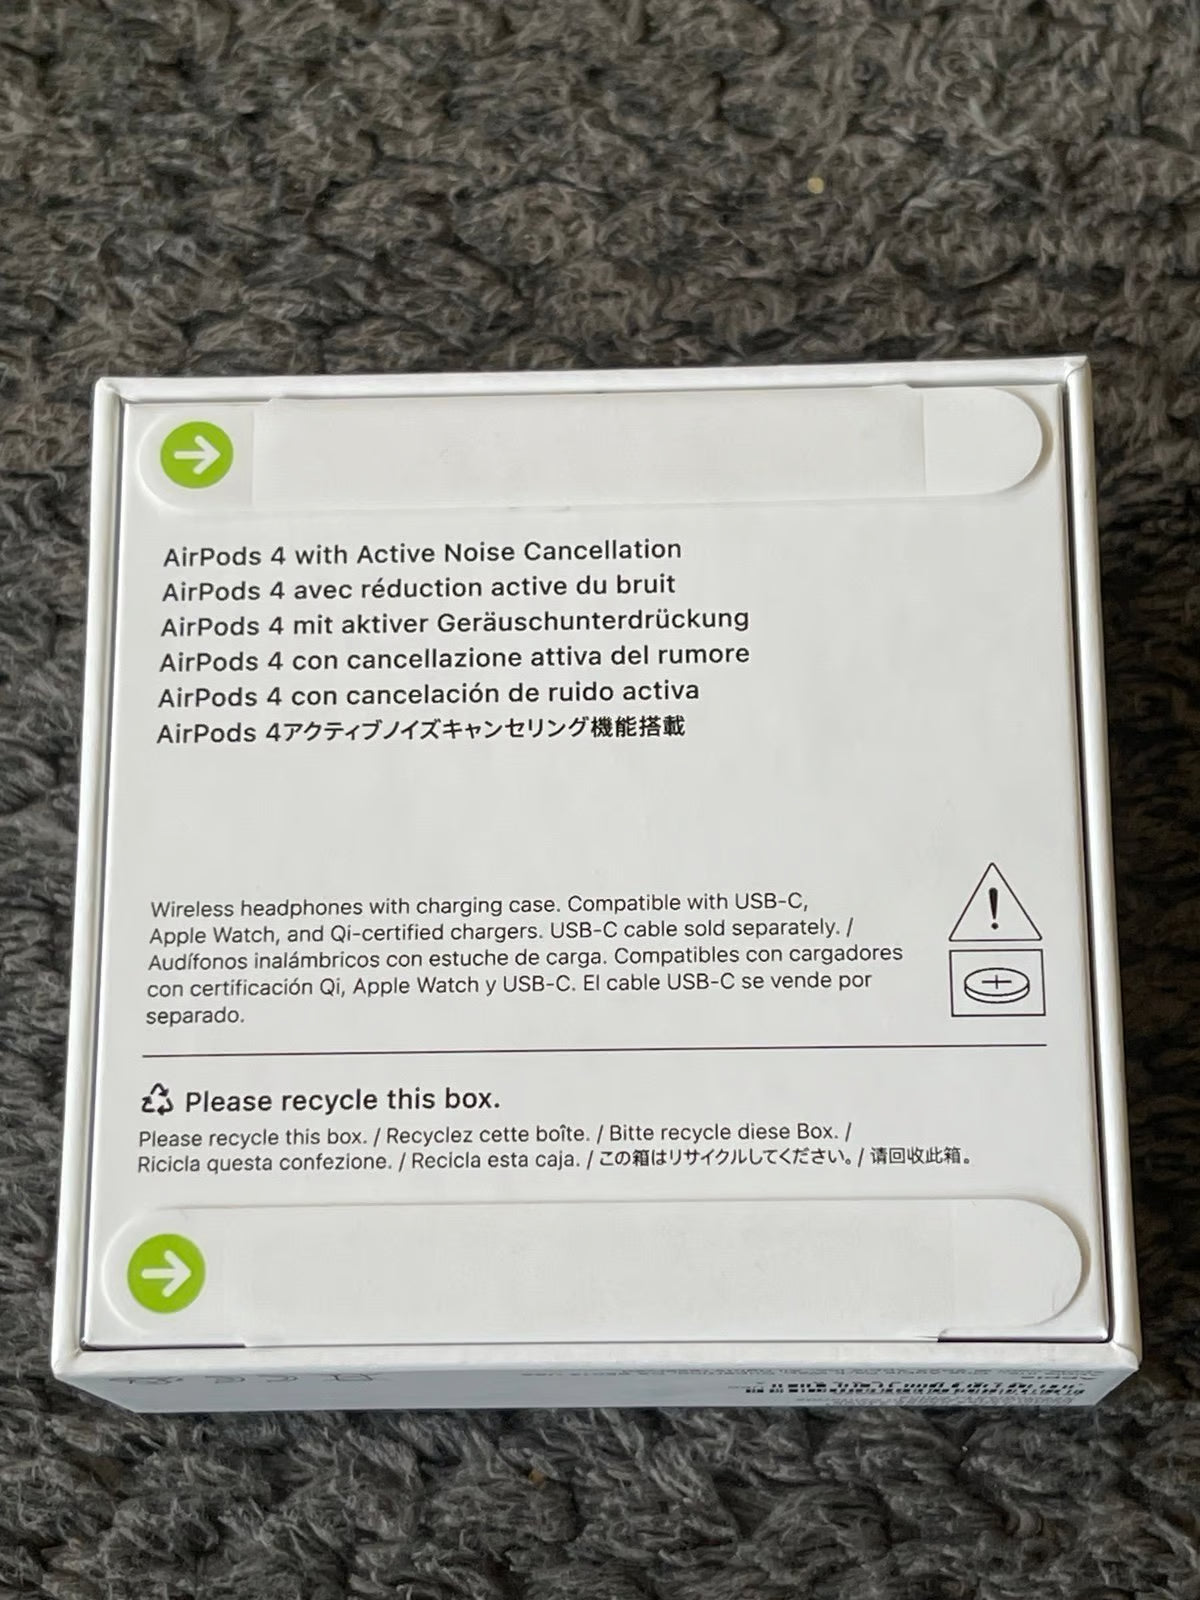 AirPods 4 with Active Noise Cancellation
AirPods 4 avec réduction active du bruit
AirPods 4 mit aktiver Geräuschunterdrückung
AirPods 4 con cancellazione attiva del rumore
AirPods 4 con cancelación de ruido activa
AirPods 4アクティブノイズキャンセリング機能搭載
Wireless headphones with charging case. Compatible with USB-C,
Apple Watch, and Qi-certified chargers. USB-C cable sold separately. /
Audífonos inalámbricos con estuche de carga. Compatibles con cargadores
con certificación Qi, Apple Watch y USB-C. El cable USB-C se vende por
separado.
Please recycle this box.
Please recycle this box. / Recyclez cette boîte. / Bitte recycle diese Box. /
Ricicla questa confezione. / Recicla esta caja. / この箱はリサイクルしてください。/ 请回收此箱。